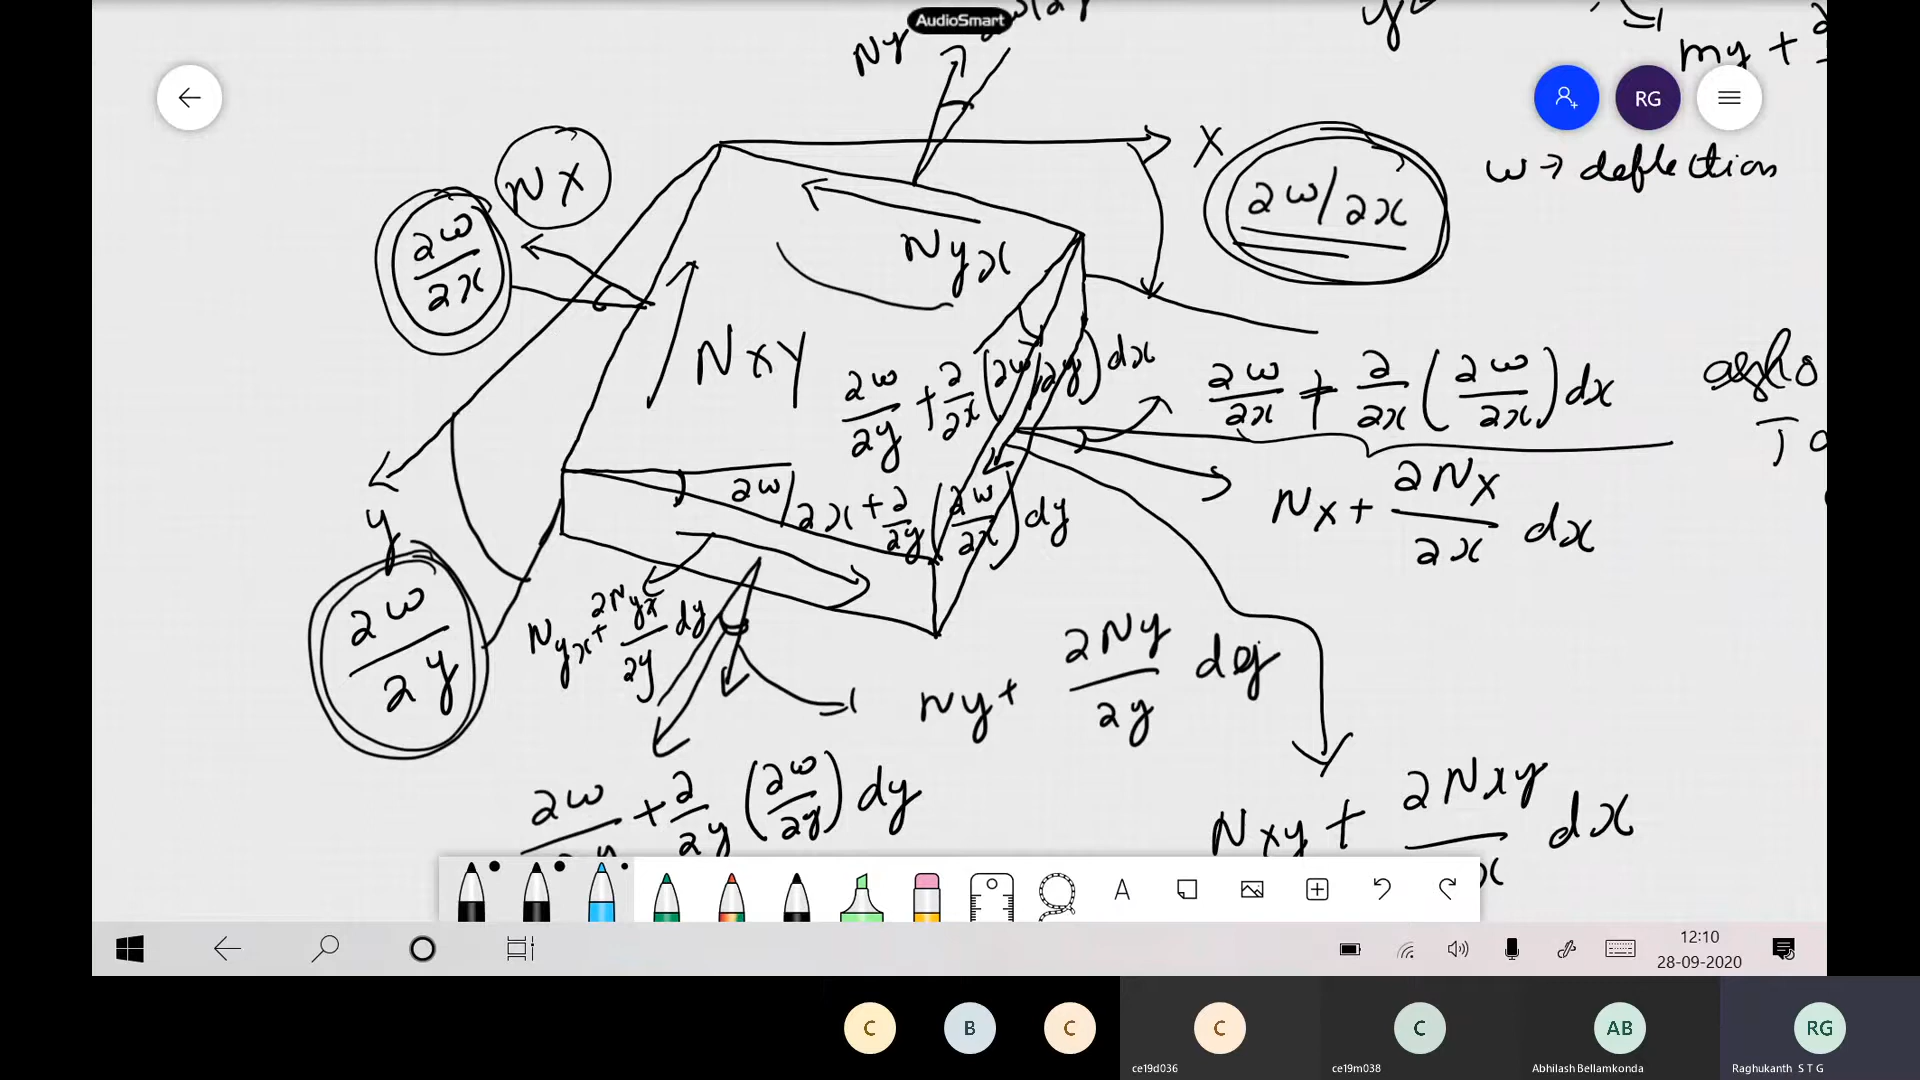 AudioSmart
Ny
my +
RG
NX
X
∂w/∂x
w → deflection
∂w/∂x
Nyx
NXY
∂w/∂y + ∂/∂x (∂w/∂y) dx
∂w/∂x + ∂/∂x (∂w/∂x) dx
∂w/∂x + ∂/∂y (∂w/∂x) dy
Nx + ∂Nx/∂x dx
y
∂w/∂y
Nyx + ∂Nyx/∂y dy
Ny + ∂Ny/∂y dy
∂w + ∂/∂y (∂w/∂y) dy
Nxy + ∂Nxy/x dx
A
12:10
28-09-2020
C
B
C
C
C
AB
RG
ce19d036
ce19m038
Abhilash Bellamkonda
Raghukanth S T G